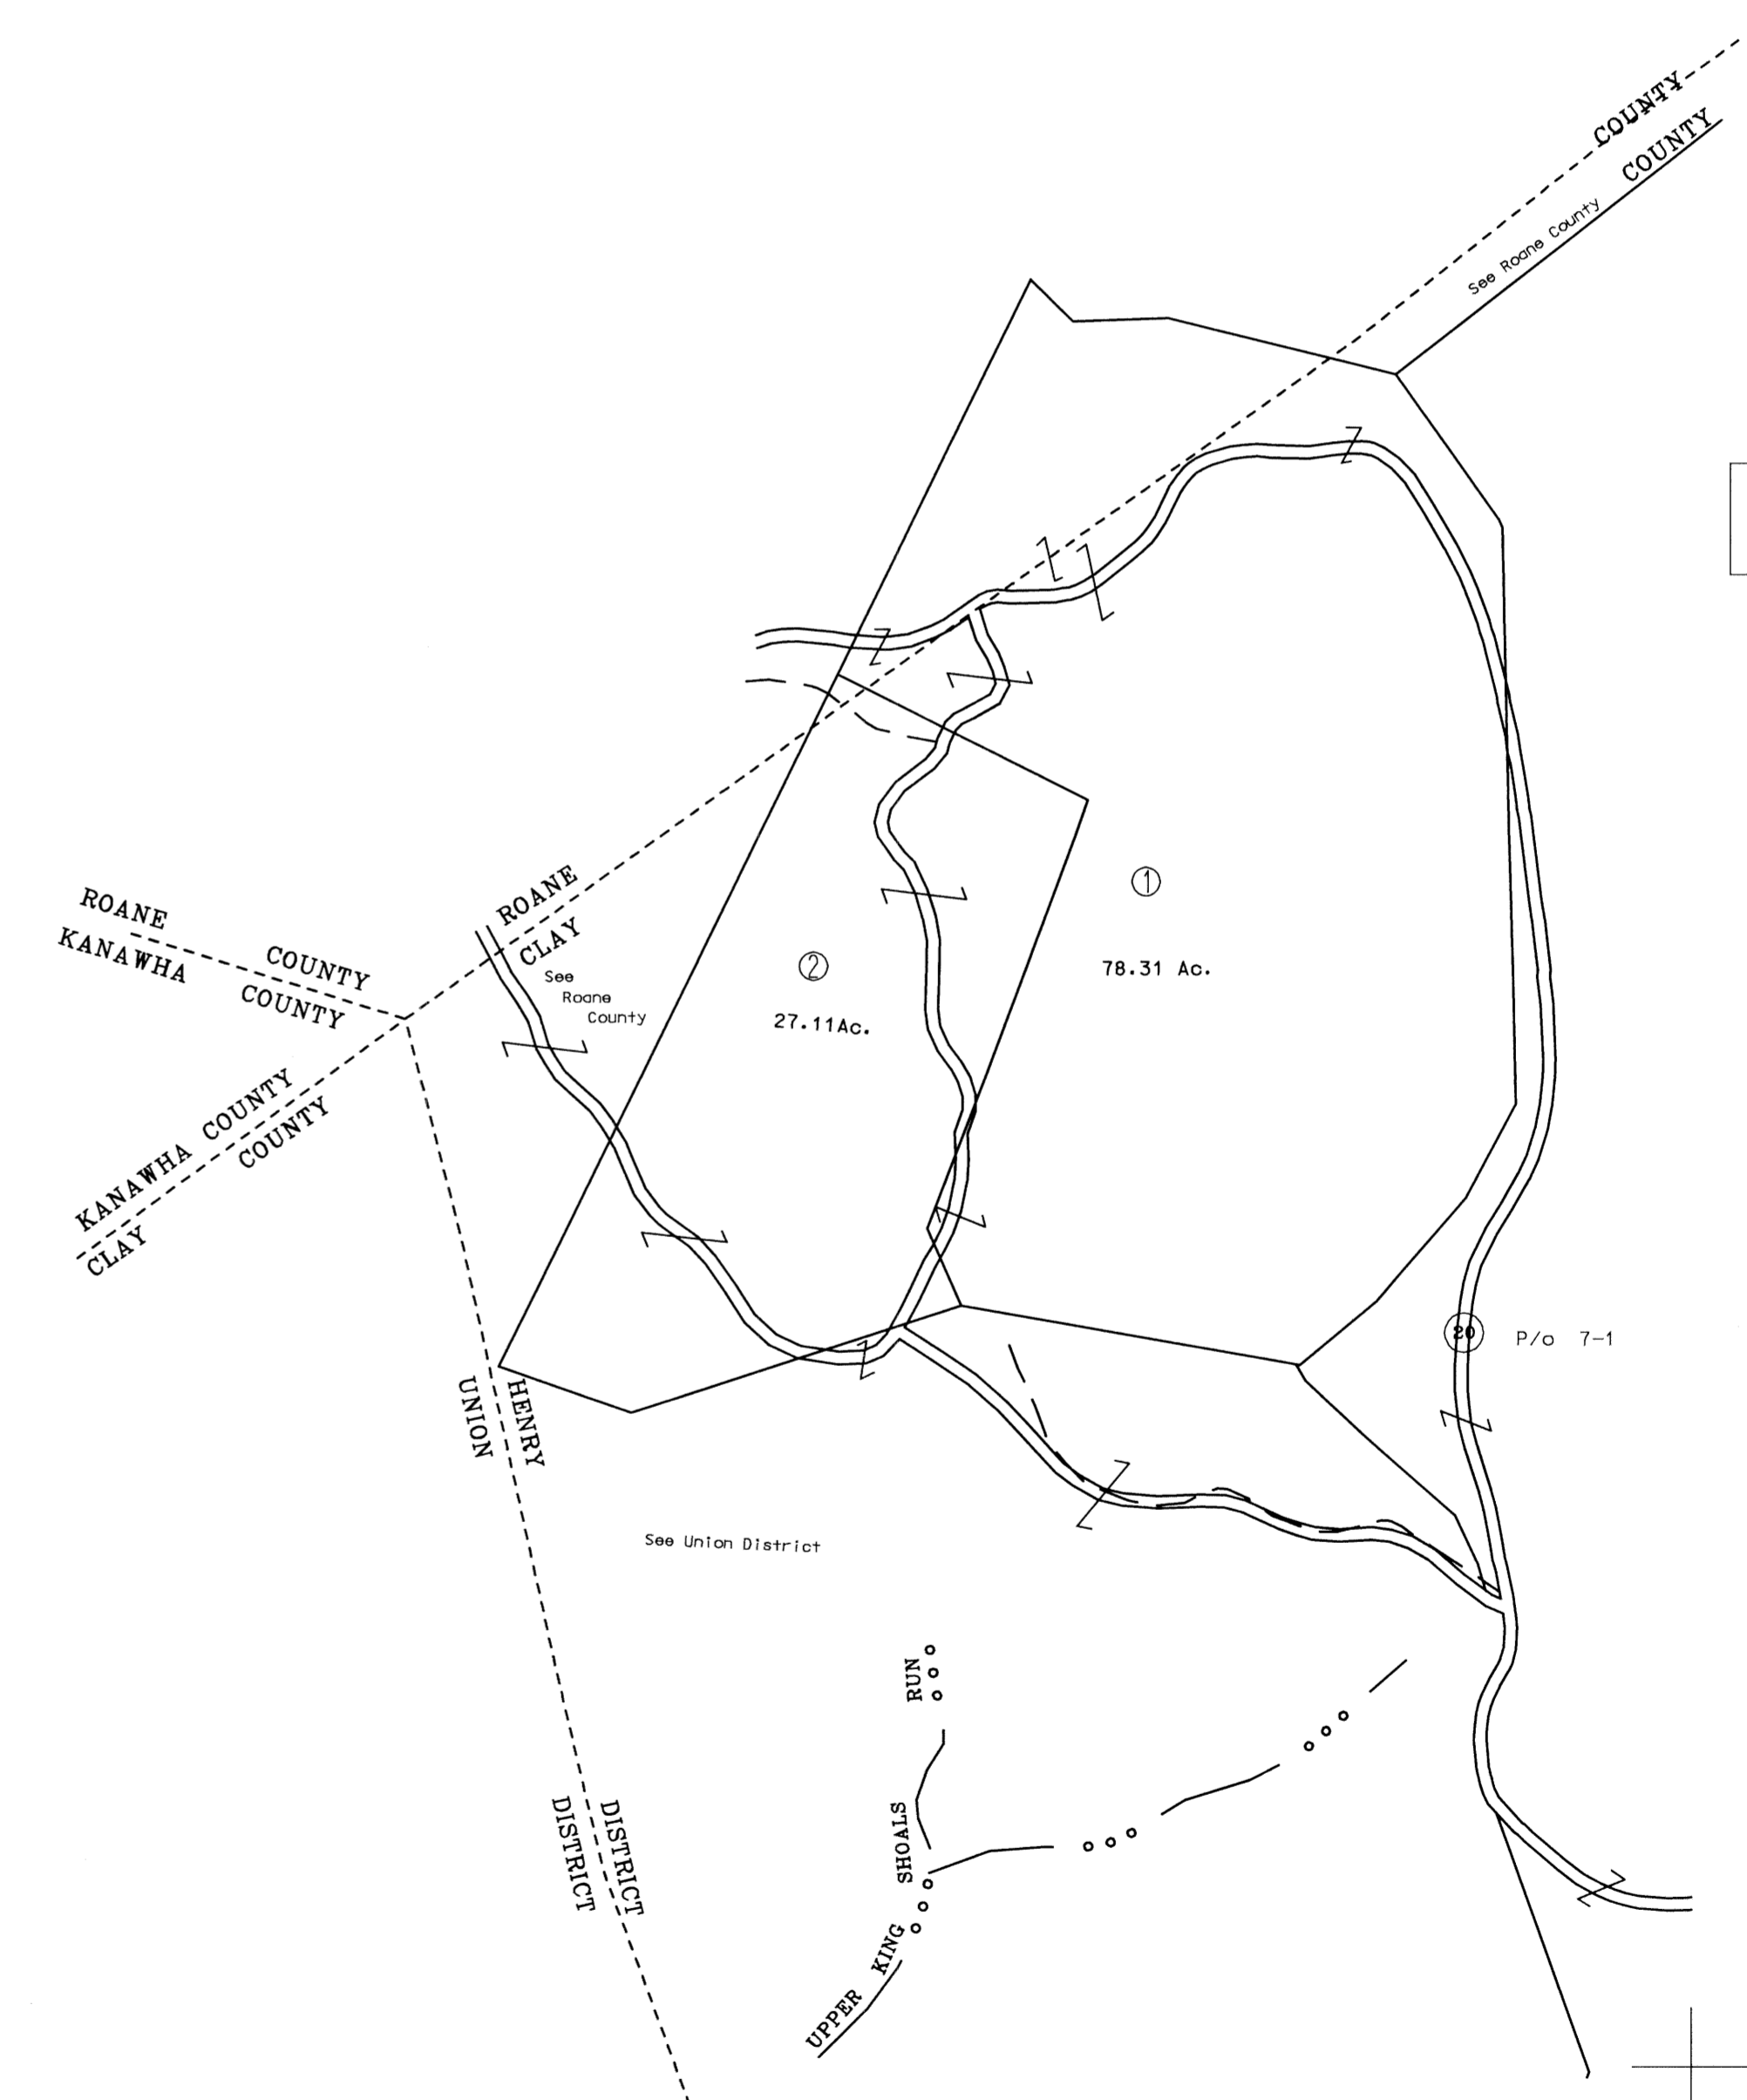 COUNTY
COUNTY
See Roane County
ROANE
CLAY
ROANE COUNTY
KANAWHA COUNTY
See
Roane
County
1
78.31 Ac.
2
27.11Ac.
KANAWHA COUNTY
CLAY COUNTY
20 P/o 7-1
UNION DISTRICT
HENRY DISTRICT
See Union District
UPPER KING SHOALS RUN